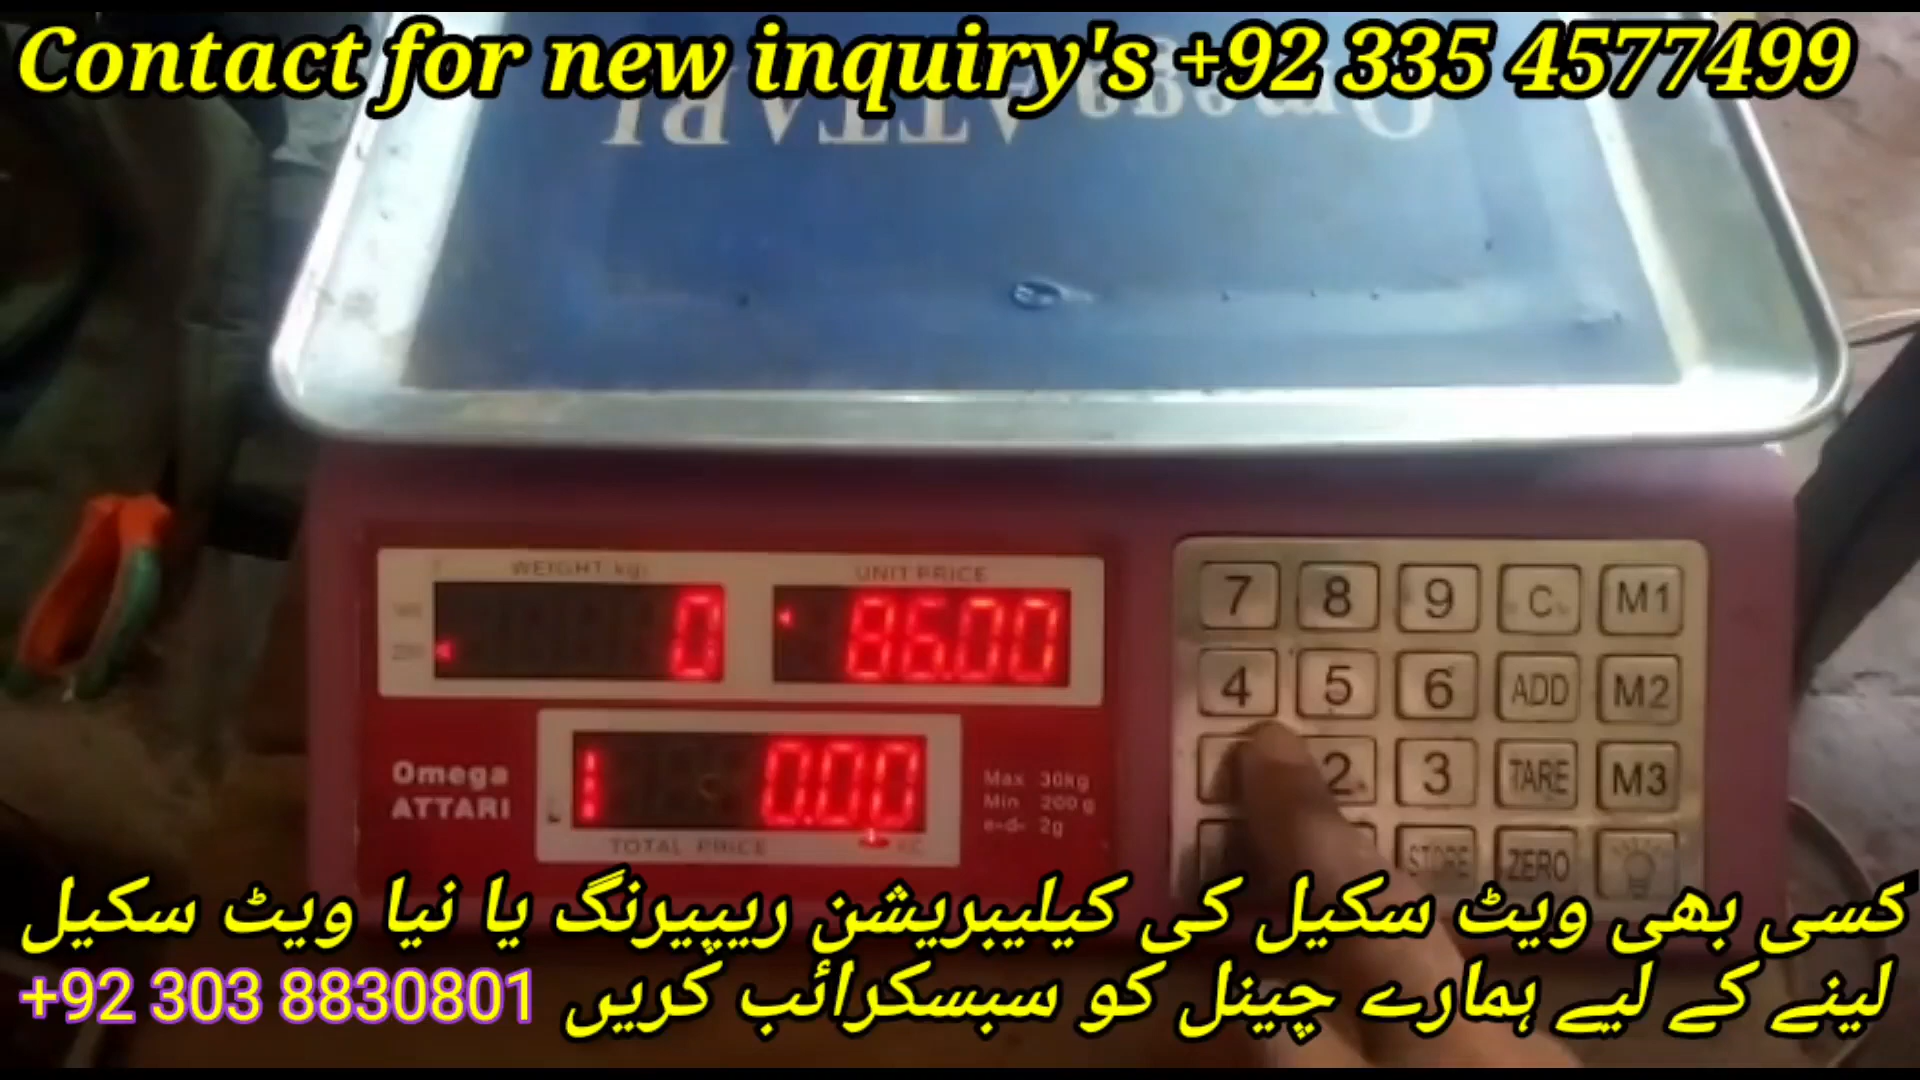 Contact for new inquiry's +92 335 4577499
Omega ATTARI
WEIGHT kg
UNIT PRICE
0
86.00
Omega
ATTARI
1 0.00
TOTAL PRICE
Max 30kg
Min 200g
e=d= 2g
7 8 9 C M1
4 5 6 ADD M2
2 3 TARE M3
STORE ZERO
کسی بھی ویٹ سکیل کی کیلیبریشن ریپیرنگ یا نیا ویٹ سکیل
لینے کے لیے ہمارے چینل کو سبسکرائب کریں +92 303 8830801